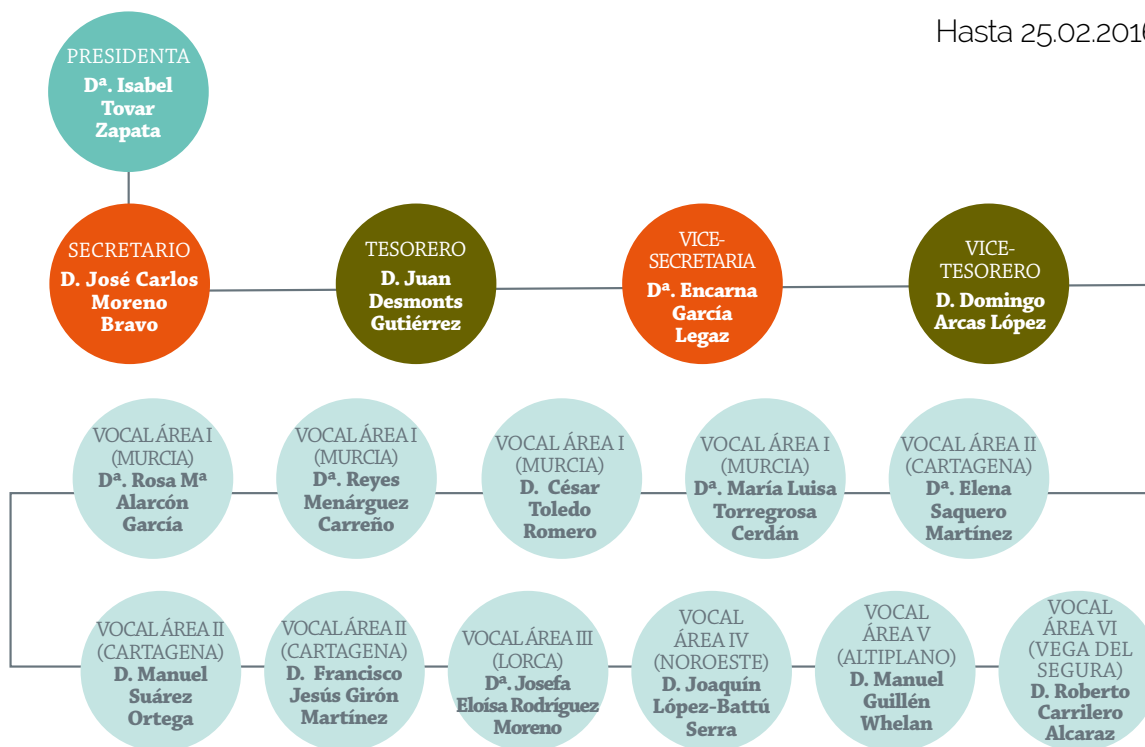 Hasta 25.02.2016
PRESIDENTA
Dª. Isabel
Tovar
Zapata
SECRETARIO
D. José Carlos
Moreno
Bravo
TESORERO
D. Juan
Desmonts
Gutiérrez
VICE-
SECRETARIA
Dª. Encarna
García
Legaz
VICE-
TESORERO
D. Domingo
Arcas López
VOCAL ÁREA I
(MURCIA)
Dª. Rosa Mª
Alarcón
García
VOCAL ÁREA I
(MURCIA)
Dª. Reyes
Menárguez
Carreño
VOCAL ÁREA I
(MURCIA)
D. César
Toledo
Romero
VOCAL ÁREA I
(MURCIA)
Dª. María Luisa
Torregrosa
Cerdán
VOCAL ÁREA II
(CARTAGENA)
Dª. Elena
Saquero
Martínez
VOCAL ÁREA II
(CARTAGENA)
D. Manuel
Suárez
Ortega
VOCAL ÁREA II
(CARTAGENA)
D. Francisco
Jesús Girón
Martínez
VOCAL ÁREA III
(LORCA)
Dª. Josefa
Eloísa Rodríguez
Moreno
VOCAL
ÁREA IV
(NOROESTE)
D. Joaquín
López-Battú
Serra
VOCAL
ÁREA V
(ALTIPLANO)
D. Manuel
Guillén
Whelan
VOCAL
ÁREA VI
(VEGA DEL
SEGURA)
D. Roberto
Carrilero
Alcaraz